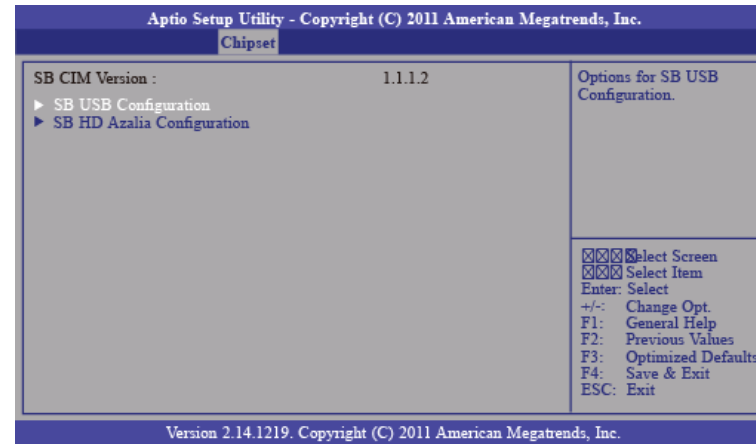 Aptio Setup Utility - Copyright (C) 2011 American Megatrends, Inc.
Chipset
SB CIM Version : 1.1.1.2
▶ SB USB Configuration
▶ SB HD Azalia Configuration
Options for SB USB
Configuration.
Select Screen
Select Item
Enter: Select
+/-: Change Opt.
F1: General Help
F2: Previous Values
F3: Optimized Defaults
F4: Save & Exit
ESC: Exit
Version 2.14.1219. Copyright (C) 2011 American Megatrends, Inc.